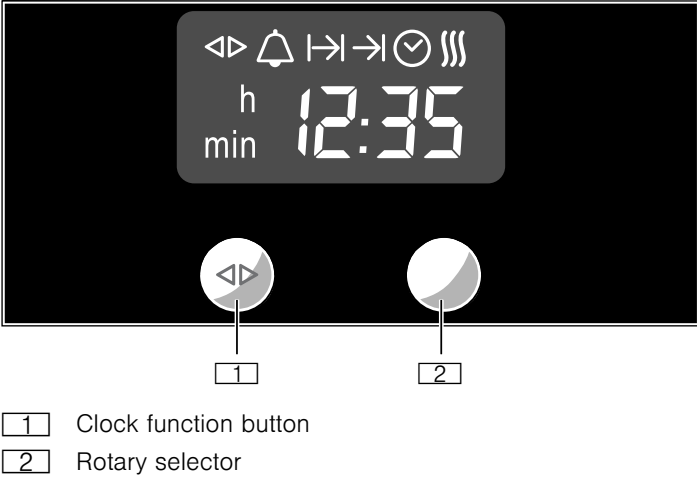 h 12:35
min
1 2
1 Clock function button
2 Rotary selector